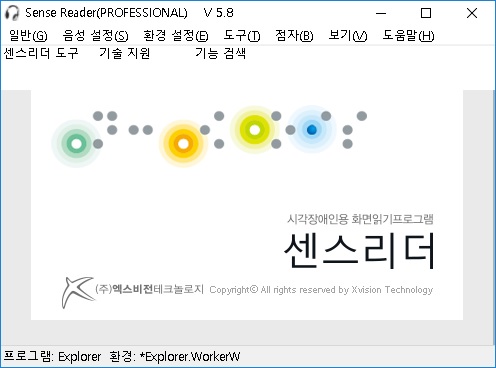 Sense Reader(PROFESSIONAL) V 5.8
일반(G) 음성 설정(S) 환경 설정(E) 도구(T) 점자(B) 보기(V) 도움말(H)
센스리더 도구 기술 지원 기능 검색
시각장애인용 화면읽기프로그램
센스리더
(주)엑스비전테크놀로지 Copyright© All rights reserved by Xvision Technology
프로그램: Explorer 환경: *Explorer.WorkerW